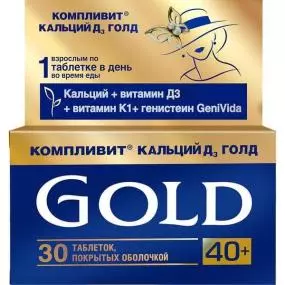 КОМПЛИВИТ® КАЛЬЦИЙ Д₃ ГОЛД
1 взрослым по
таблетке в день
во время еды
Кальций + витамин Д3
+ витамин К1+ генистеин GeniVida
КОМПЛИВИТ® КАЛЬЦИЙ Д₃ ГОЛД
GOLD
30 ТАБЛЕТОК,
ПОКРЫТЫХ ОБОЛОЧКОЙ
40+